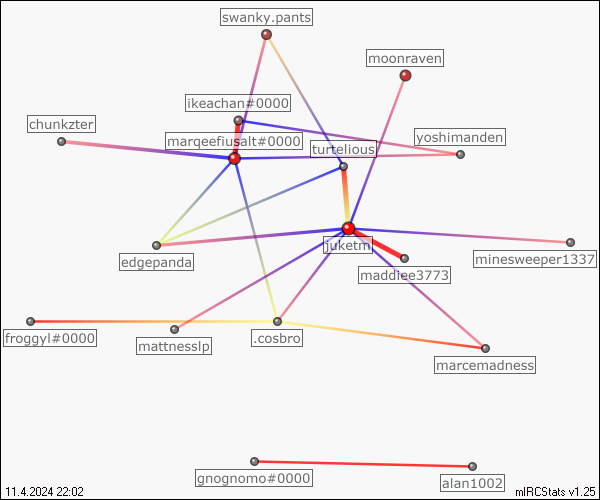 swanky.pants
moonraven
ikeachan#0000
chunkzter
marqeefiusalt#0000
yoshimanden
turtelious
juketm
edgepanda
minesweeper1337
maddiee3773
froggyl#0000
.cosbro
mattnesslp
marcemadness
gnognomo#0000
alan1002
11.4.2024 22:02
mIRCStats v1.25